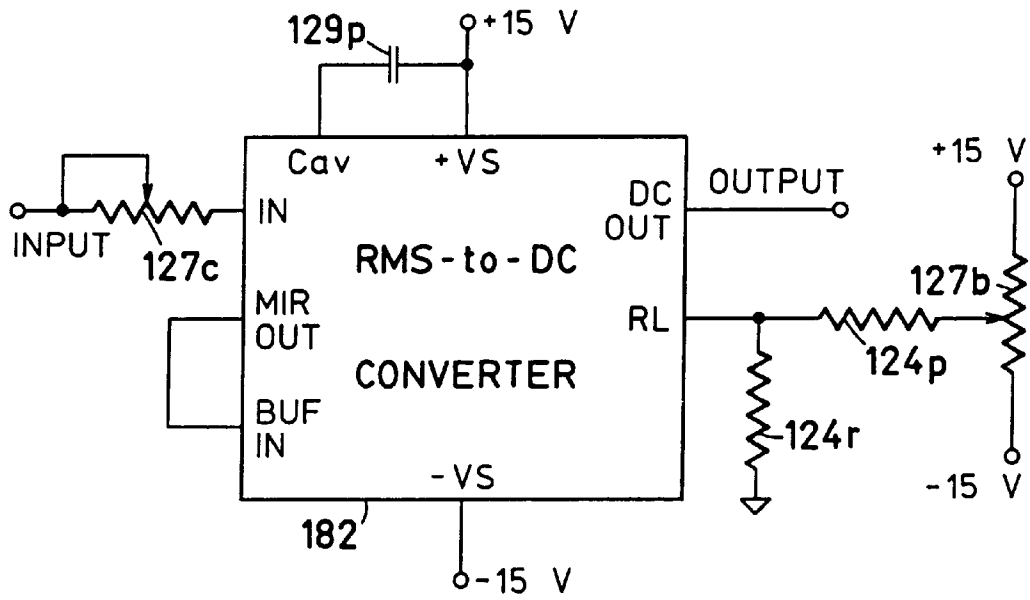 129p
+15 V
Cav
+VS
+15 V
INPUT
127c
IN
DC
OUT
OUTPUT
RMS-to-DC
127b
MIR
OUT
RL
124p
CONVERTER
BUF
IN
124r
-VS
-15 V
182
-15 V